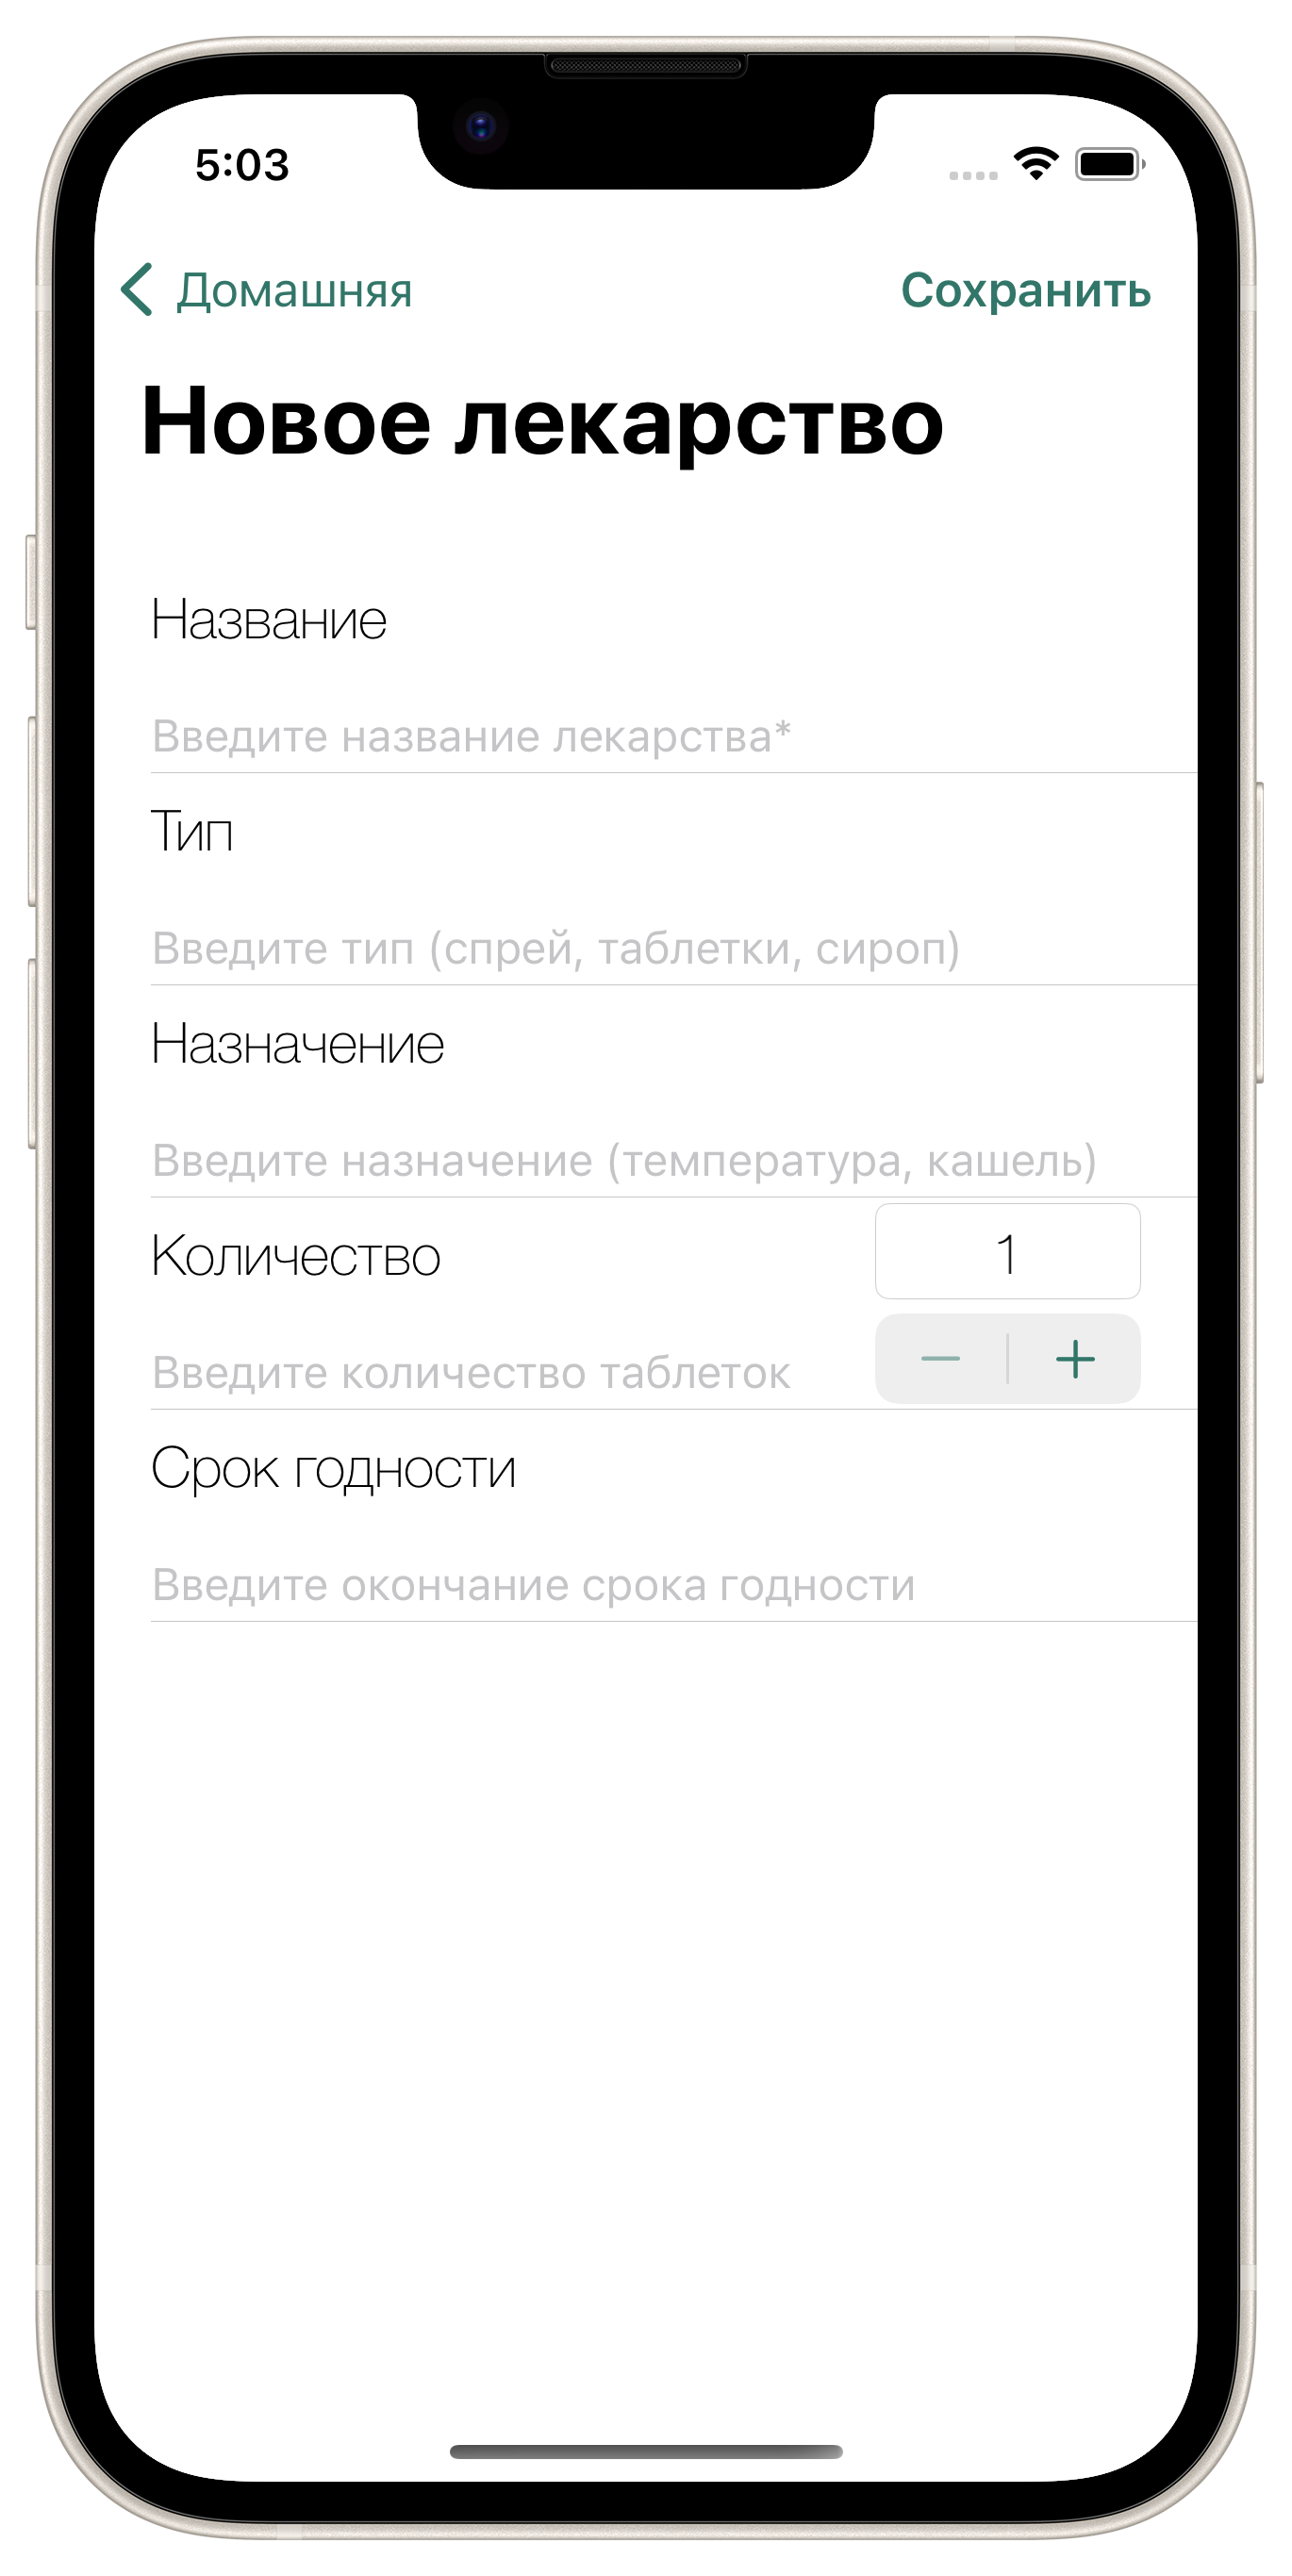 5:03
Домашняя
Сохранить
Новое лекарство
Название
Введите название лекарства*
Тип
Введите тип (спрей, таблетки, сироп)
Назначение
Введите назначение (температура, кашель)
Количество
1
Введите количество таблеток
Срок годности
Введите окончание срока годности